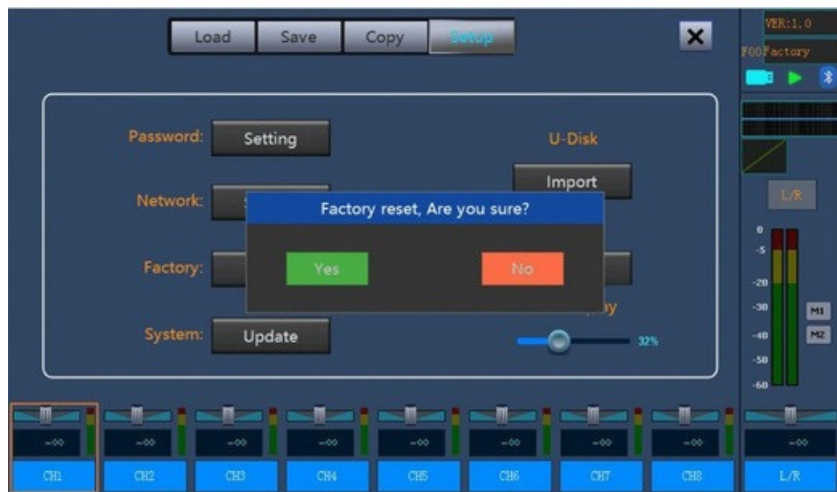 Load Save Copy Setup
VER:1.0
F00Factory
Password: Setting
U-Disk
Import
Network:
Factory reset, Are you sure?
Yes No
Factory:
System: Update
32%
L/R
0
-5
-20
-30
-40
-50
-60
M1
M2
-∞ -∞ -∞ -∞ -∞ -∞ -∞ -∞ -∞
CH1 CH2 CH3 CH4 CH5 CH6 CH7 CH8 L/R